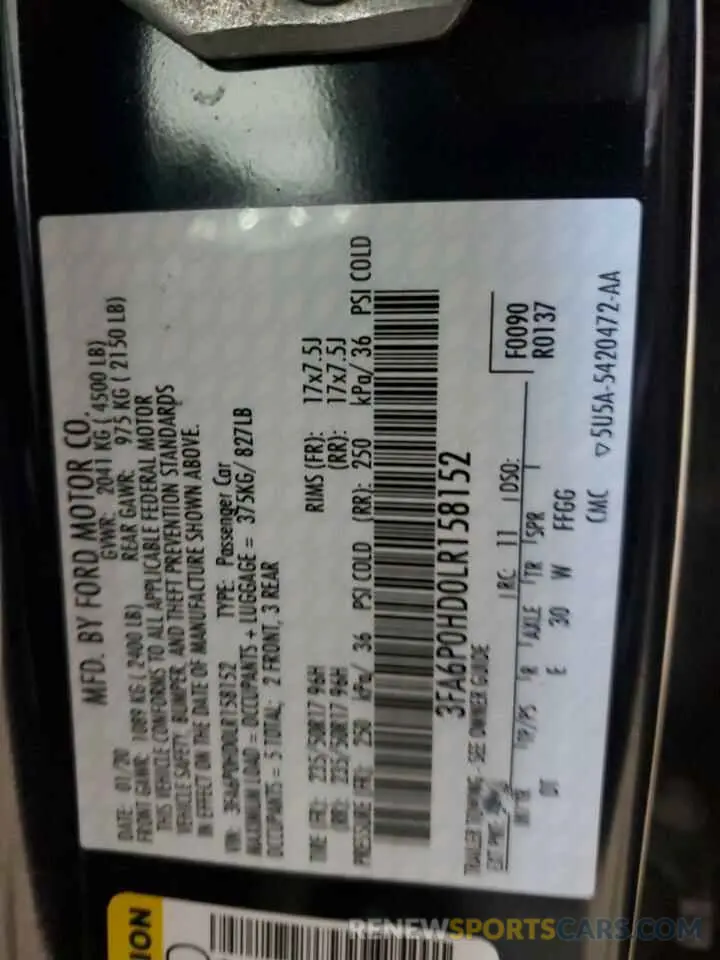 MFD. BY FORD MOTOR CO.
DATE: 01/20 GVWR: 2041 KG ( 4500 LB)
FRONT GAWR: 1089 KG ( 2400 LB) REAR GAWR: 975 KG ( 2150 LB)
THIS VEHICLE CONFORMS TO ALL APPLICABLE FEDERAL MOTOR
VEHICLE SAFETY, BUMPER, AND THEFT PREVENTION STANDARDS
IN EFFECT ON THE DATE OF MANUFACTURE SHOWN ABOVE.
VIN: 3FA6P0HD0LR158152 TYPE: Passenger Car
MAXIMUM LOAD = OCCUPANTS + LUGGAGE = 375KG/ 827LB
OCCUPANTS = 5 TOTAL: 2 FRONT, 3 REAR
TIRE (FR): 235/50R17 96H RIMS (FR): 17x7.5J
(RR): 235/50R17 96H (RR): 17x7.5J
PRESSURE (FR): 250 kPa/ 36 PSI COLD (RR): 250 kPa/ 36 PSI COLD
3FA6P0HD0LR158152
TRAILER TOWING - SEE OWNER GUIDE
EXT PNT: RC: 11 DSO: F0090
R0137
TP/PS R AXLE TR SPR
DT E 30 W FFGG
CMC 5U5A-5420472-AA
ION
RENEWSPORTSCARS.COM